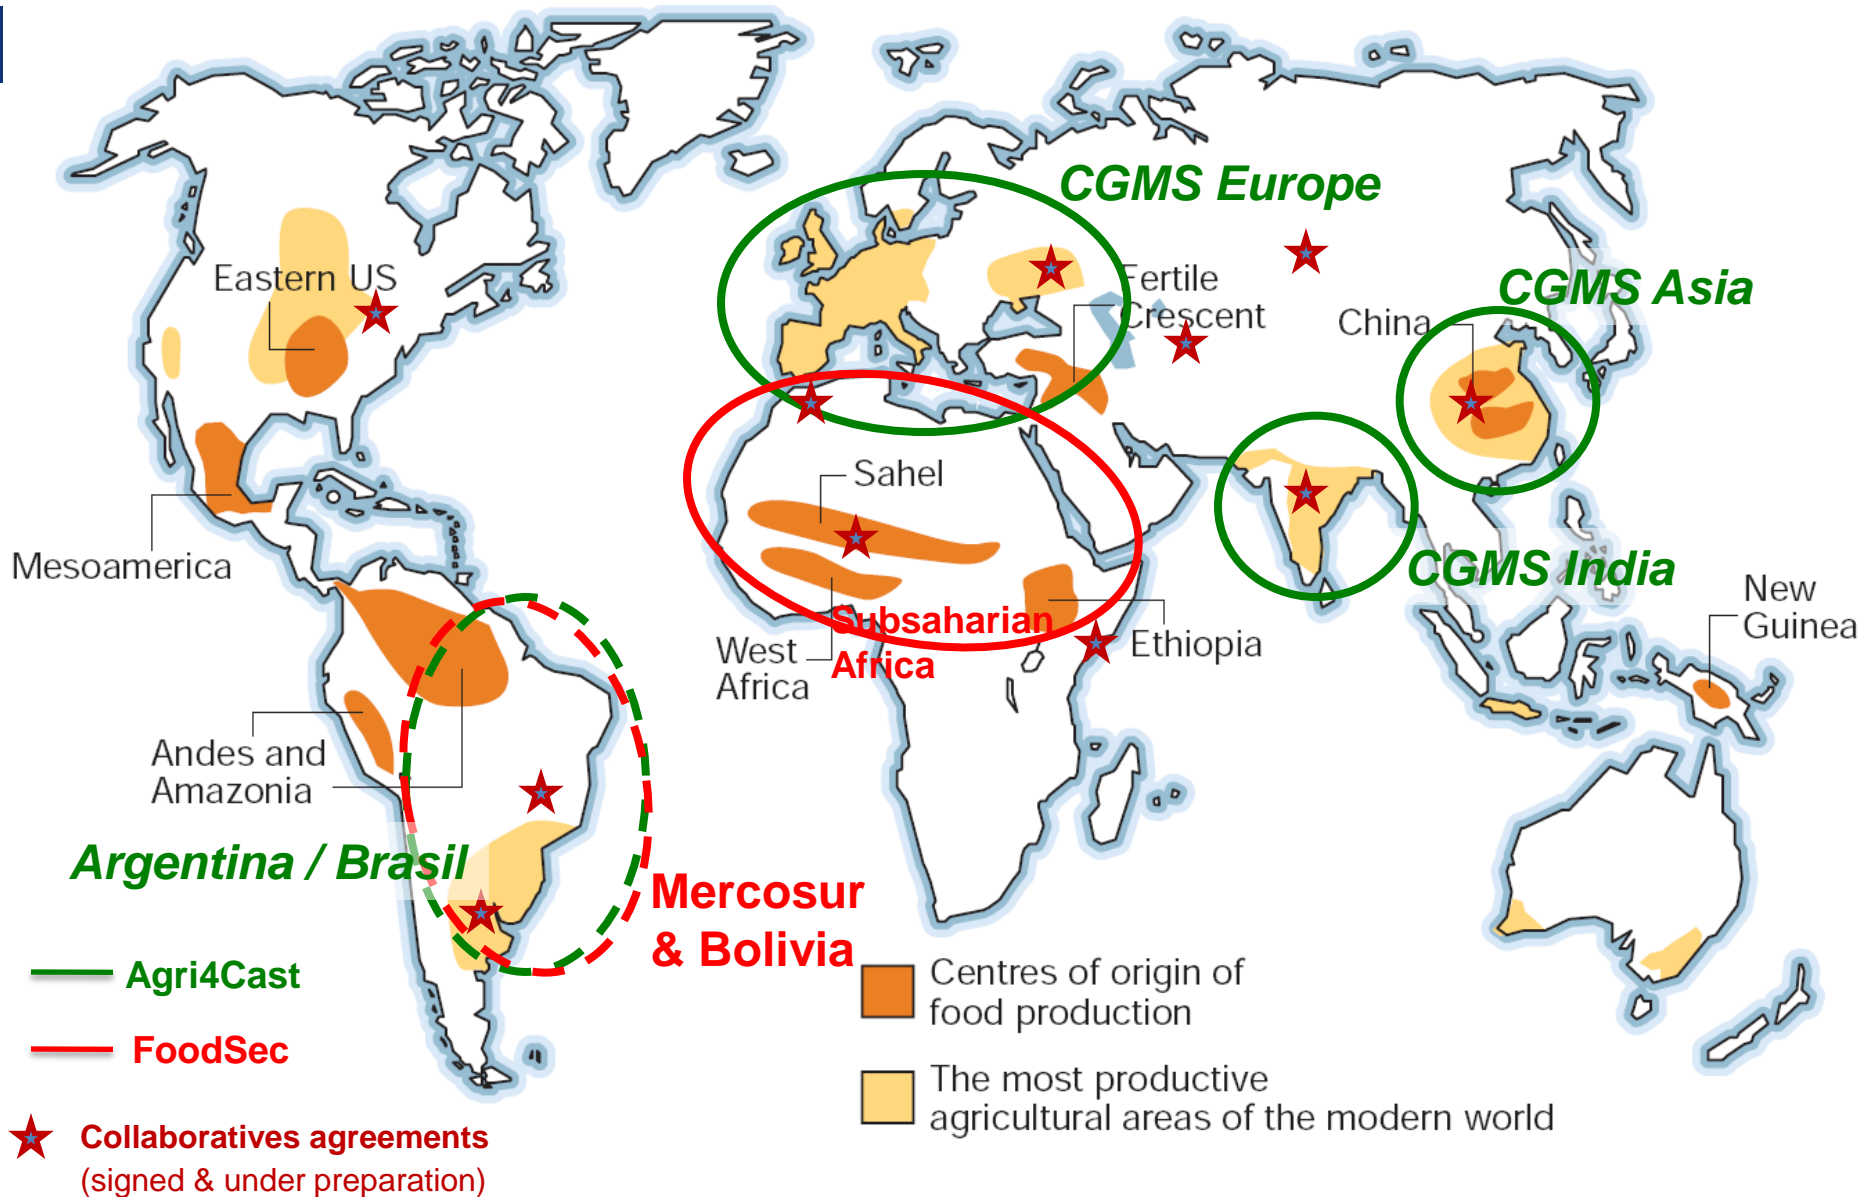 CGMS Europe
Eastern US
Fertile
Crescent
CGMS Asia
China
Sahel
Mesoamerica
CGMS India
New
Guinea
Subsaharian
Africa
West
Africa
Ethiopia
Andes and
Amazonia
Argentina / Brasil
Mercosur
& Bolivia
Agri4Cast
FoodSec
Collaboratives agreements
(signed & under preparation)
Centres of origin of
food production
The most productive
agricultural areas of the modern world